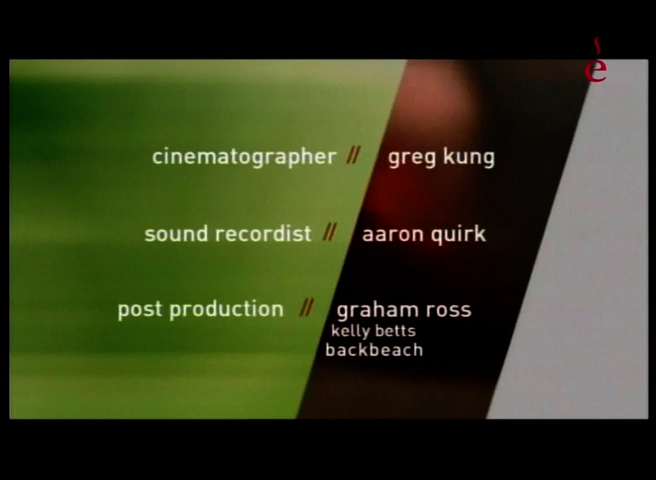 e
cinematographer // greg kung
sound recordist // aaron quirk
post production // graham ross
kelly betts
backbeach